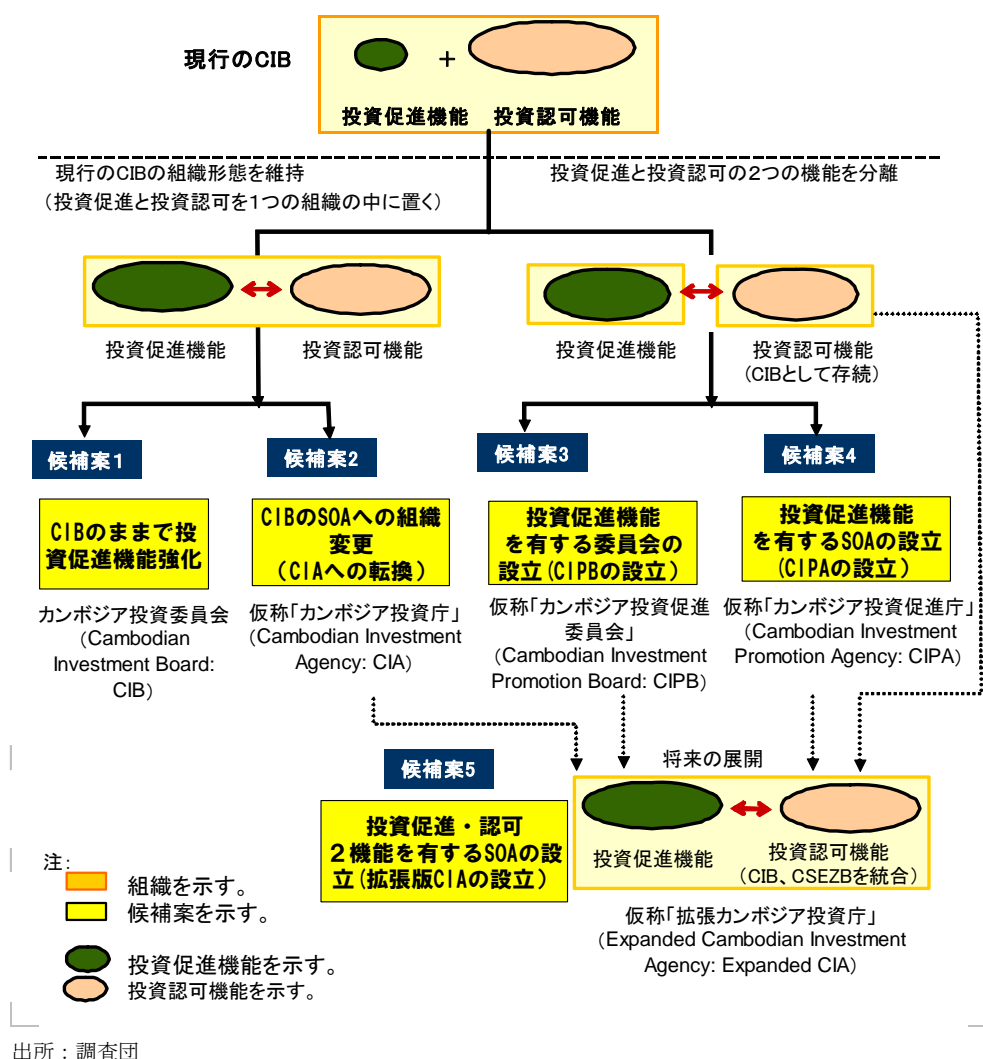 現行のCIB
+
投資促進機能 投資認可機能
現行のCIBの組織形態を維持
(投資促進と投資認可を1つの組織の中に置く)
投資促進と投資認可の2つの機能を分離
投資促進機能
投資認可機能
投資促進機能
投資認可機能
(CIBとして存続)
候補案1
候補案2
候補案3
候補案4
CIBのままで投
資促進機能強化
CIBのSOAへの組織
変更
(CIAへの転換)
投資促進機能
を有する委員会の
設立(CIPBの設立)
投資促進機能
を有するSOAの設立
(CIPAの設立)
カンボジア投資委員会
(Cambodian
Investment Board:
CIB)
仮称「カンボジア投資庁」
(Cambodian Investment
Agency: CIA)
仮称「カンボジア投資促進
委員会」
(Cambodian Investment
Promotion Board: CIPB)
仮称「カンボジア投資促進庁」
(Cambodian Investment
Promotion Agency: CIPA)
候補案5
将来の展開
投資促進・認可
2機能を有するSOAの設
立(拡張版CIAの設立)
投資促進機能
投資認可機能
(CIB、CSEZBを統合)
仮称「拡張カンボジア投資庁」
(Expanded Cambodian Investment
Agency: Expanded CIA)
注:
組織を示す。
候補案を示す。
投資促進機能を示す。
投資認可機能を示す。
出所：調査団